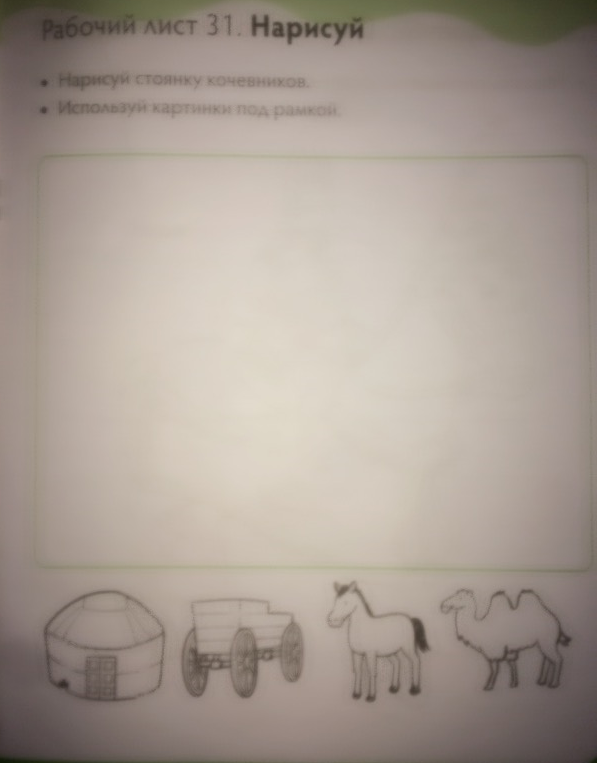 Рабочий лист 31. Нарисуй
• Нарисуй стоянку кочевников.
• Используй картинки под рамкой.